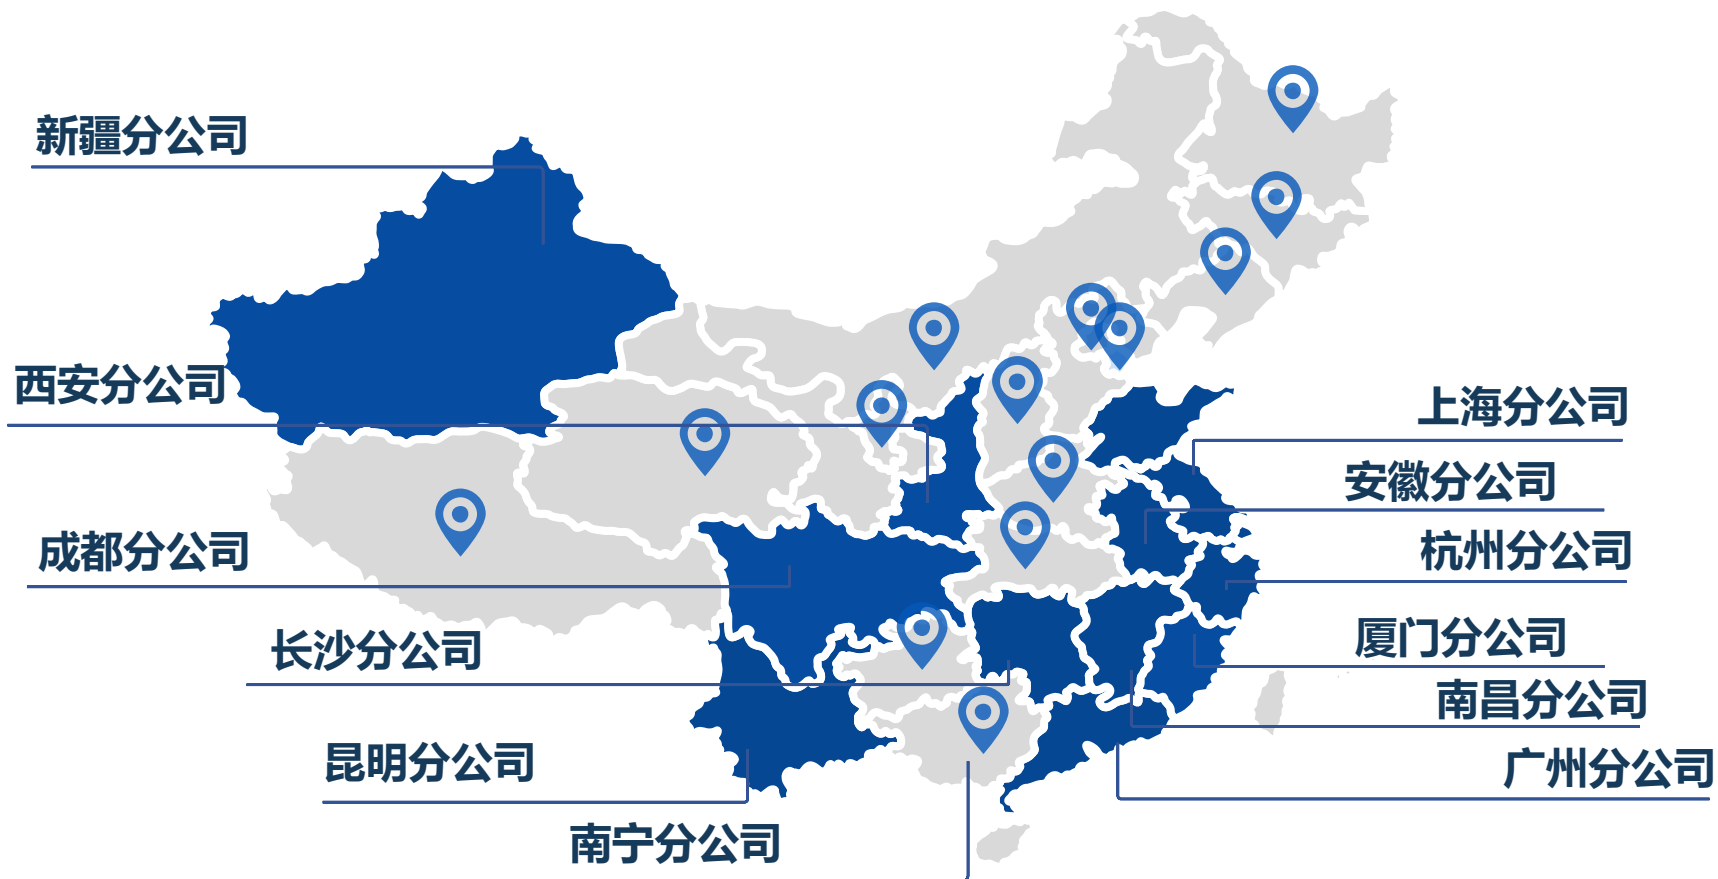 新疆分公司
西安分公司
上海分公司
安徽分公司
成都分公司
杭州分公司
长沙分公司
厦门分公司
南昌分公司
昆明分公司
广州分公司
南宁分公司